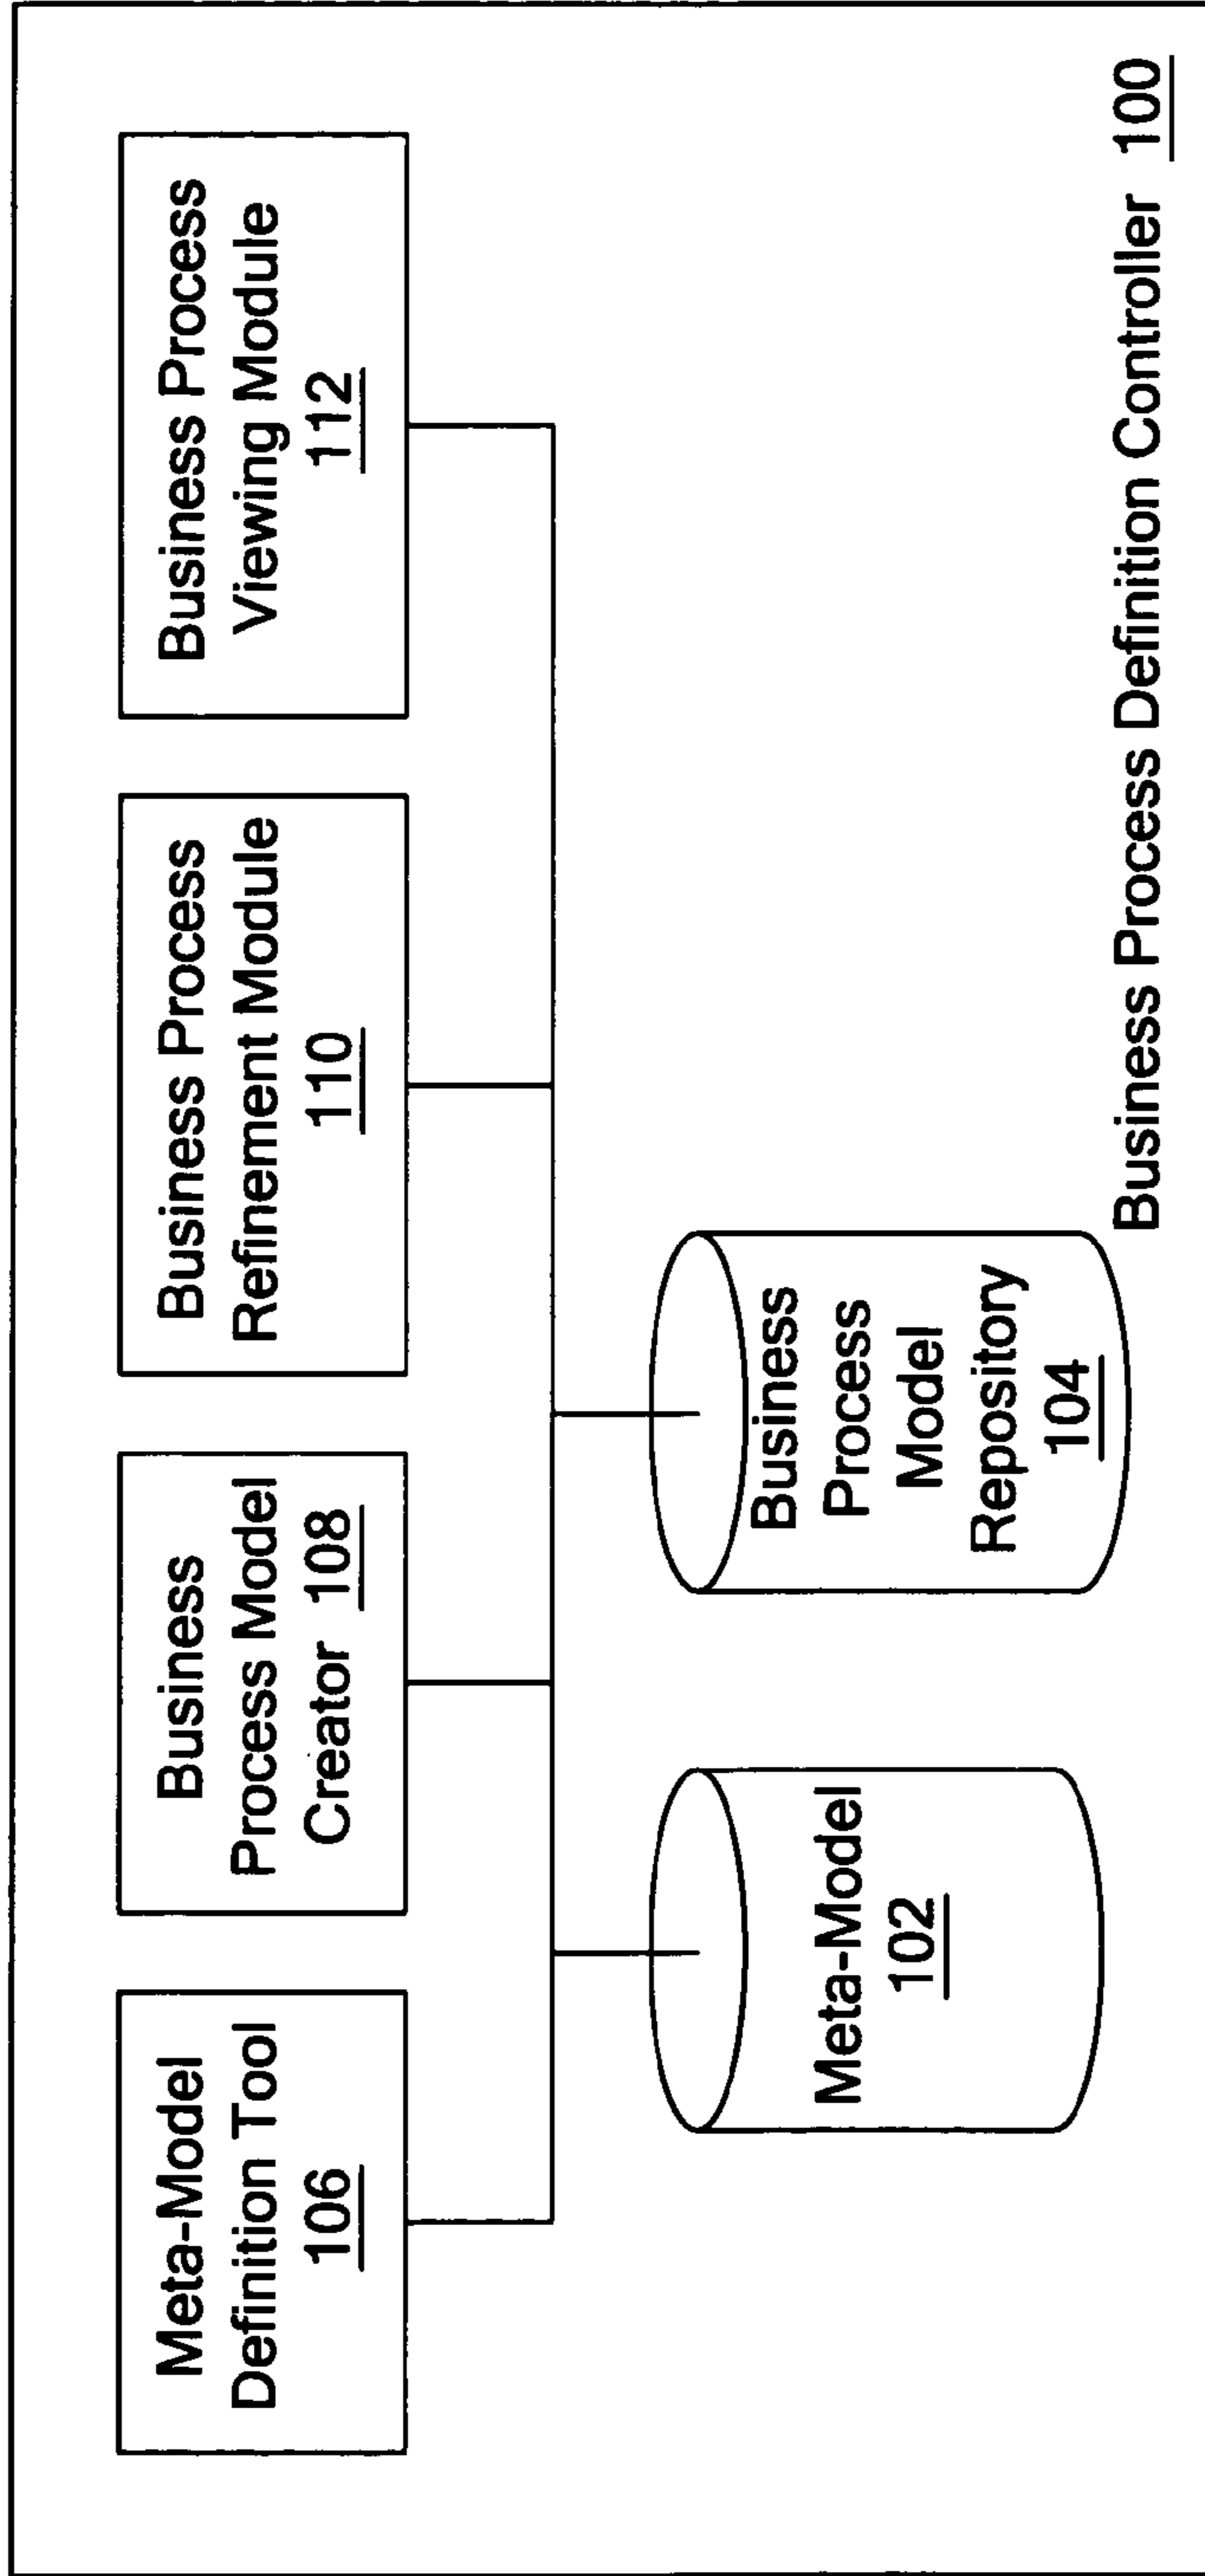 Meta-Model
Definition Tool
106
Business
Process Model
Creator 108
Business Process
Refinement Module
110
Business Process
Viewing Module
112
Meta-Model
102
Business
Process
Model
Repository
104
Business Process Definition Controller 100